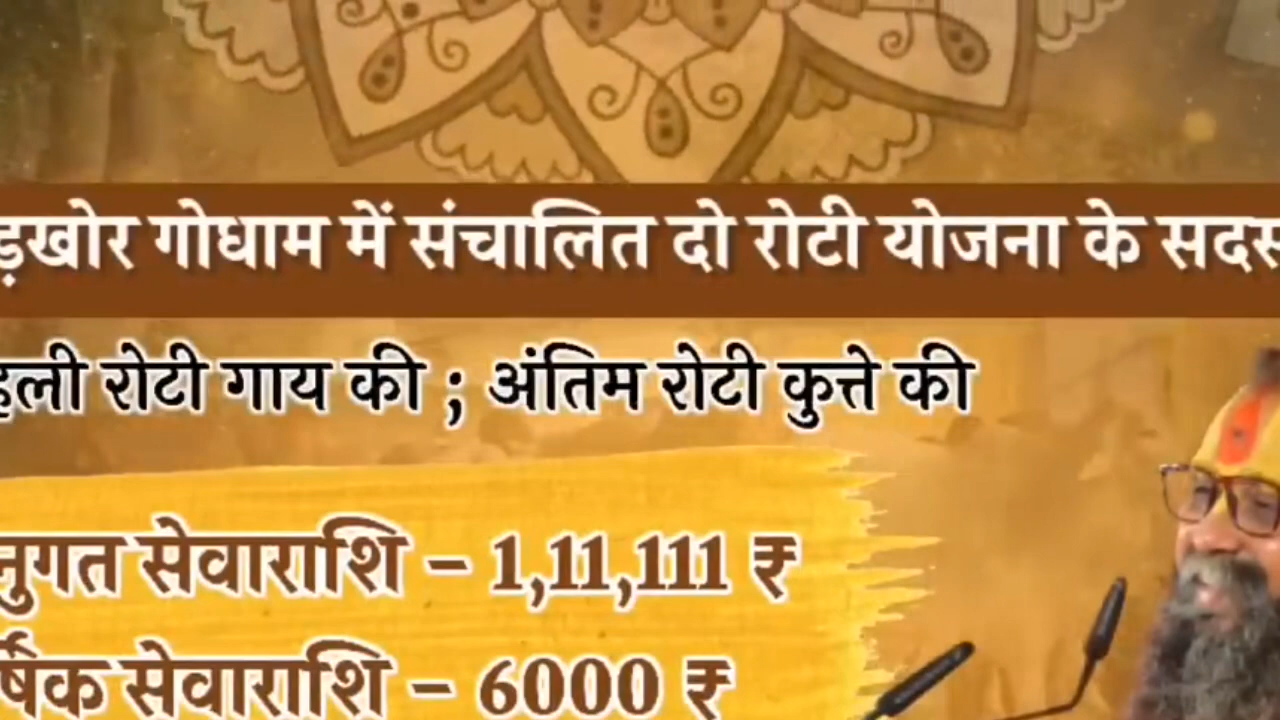 ड़खोर गोधाम में संचालित दो रोटी योजना के सदस
हली रोटी गाय की ; अंतिम रोटी कुत्ते की
नुगत सेवाराशि – 1,11,111 ₹
र्षिक सेवाराशि – 6000 ₹